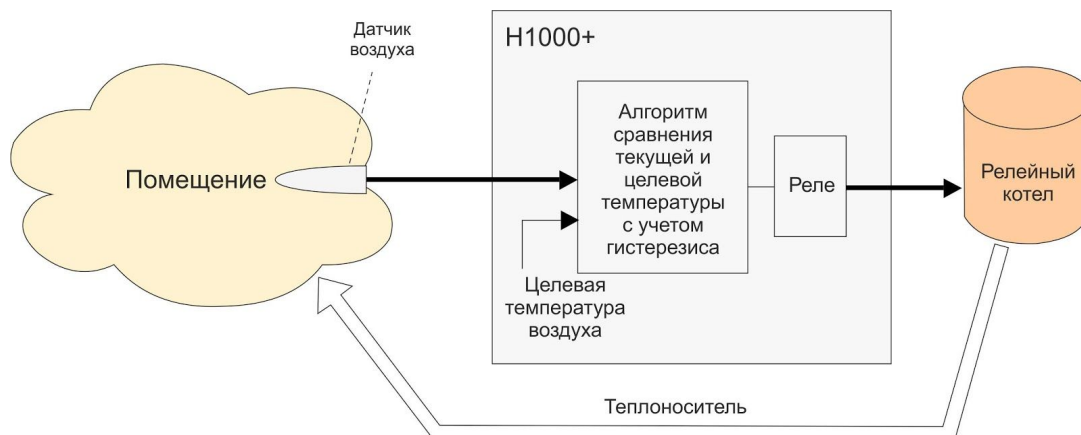 Датчик
воздуха
H1000+
Помещение
Алгоритм
сравнения
текущей и
целевой
температуры
с учетом
гистерезиса
Реле
Релейный
котел
Целевая
температура
воздуха
Теплоноситель